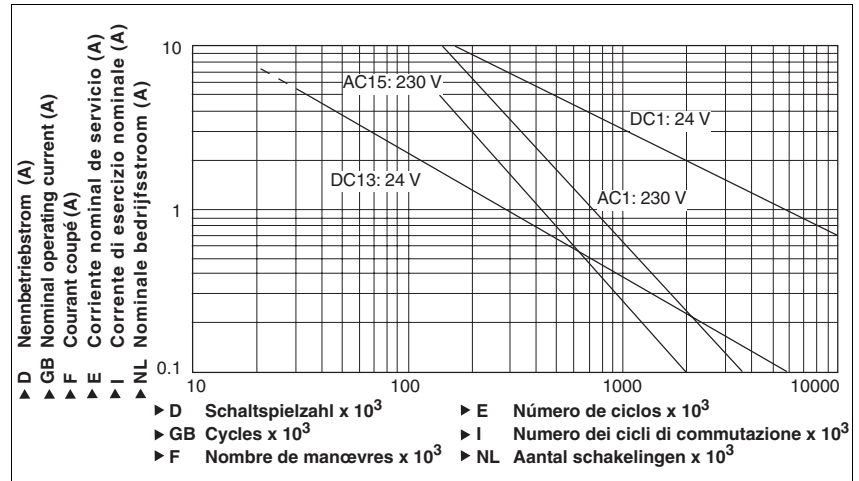 ▶ D Nennbetriebstrom (A)
▶ GB Nominal operating current (A)
▶ F Courant coupé (A)
▶ E Corriente nominal de servicio (A)
▶ I Corrente di esercizio nominale (A)
▶ NL Nominale bedrijfsstroom (A)
10
1
0.1
AC15: 230 V
DC1: 24 V
DC13: 24 V
AC1: 230 V
10 100 1000 10000
▶ D Schaltspielzahl x 10³
▶ GB Cycles x 10³
▶ F Nombre de manœvres x 10³
▶ E Número de ciclos x 10³
▶ I Numero dei cicli di commutazione x 10³
▶ NL Aantal schakelingen x 10³